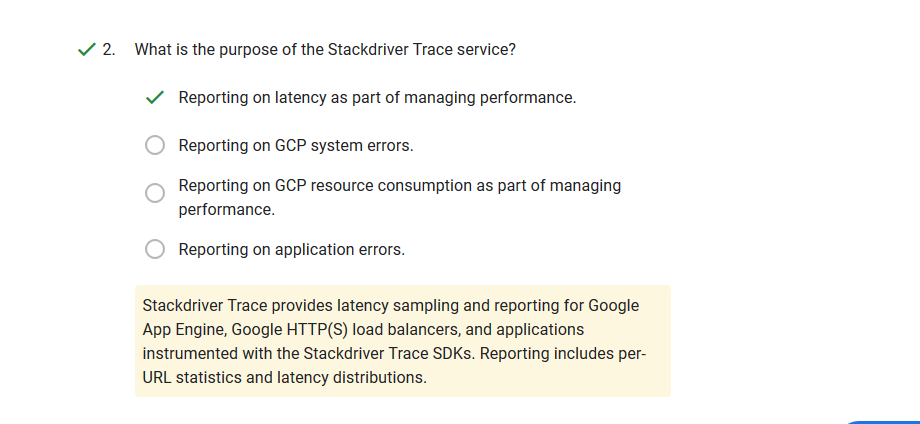 2. What is the purpose of the Stackdriver Trace service?
Reporting on latency as part of managing performance.
Reporting on GCP system errors.
Reporting on GCP resource consumption as part of managing
performance.
Reporting on application errors.
Stackdriver Trace provides latency sampling and reporting for Google
App Engine, Google HTTP(S) load balancers, and applications
instrumented with the Stackdriver Trace SDKs. Reporting includes per-
URL statistics and latency distributions.